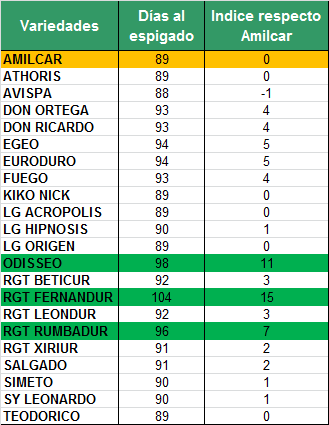 Variedades Días al espigado Indice respecto Amilcar
AMILCAR 89 0
ATHORIS 89 0
AVISPA 88 -1
DON ORTEGA 93 4
DON RICARDO 93 4
EGEO 94 5
EURODURO 94 5
FUEGO 93 4
KIKO NICK 89 0
LG ACROPOLIS 89 0
LG HIPNOSIS 90 1
LG ORIGEN 89 0
ODISSEO 98 11
RGT BETICUR 92 3
RGT FERNANDUR 104 15
RGT LEONDUR 92 3
RGT RUMBADUR 96 7
RGT XIRIUR 91 2
SALGADO 91 2
SIMETO 90 1
SY LEONARDO 90 1
TEODORICO 89 0